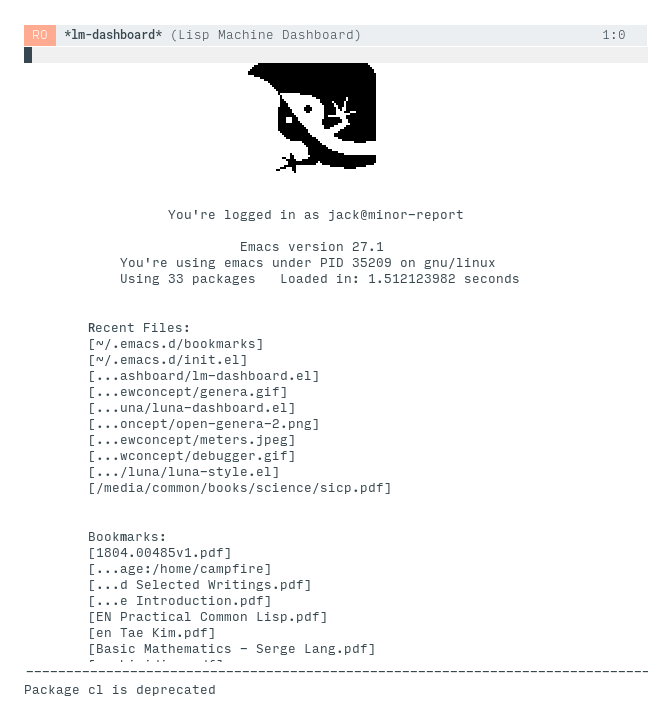 RO *lm-dashboard* (Lisp Machine Dashboard) 1:0
You're logged in as jack@minor-report
Emacs version 27.1
You're using emacs under PID 35209 on gnu/linux
Using 33 packages   Loaded in: 1.512123982 seconds
Recent Files:
[~/.emacs.d/bookmarks]
[~/.emacs.d/init.el]
[...ashboard/lm-dashboard.el]
[...ewconcept/genera.gif]
[...una/luna-dashboard.el]
[...oncept/open-genera-2.png]
[...ewconcept/meters.jpeg]
[...wconcept/debugger.gif]
[.../luna/luna-style.el]
[/media/common/books/science/sicp.pdf]
Bookmarks:
[1804.00485v1.pdf]
[...age:/home/campfire]
[...d Selected Writings.pdf]
[...e Introduction.pdf]
[EN Practical Common Lisp.pdf]
[en Tae Kim.pdf]
[Basic Mathematics - Serge Lang.pdf]
Package cl is deprecated